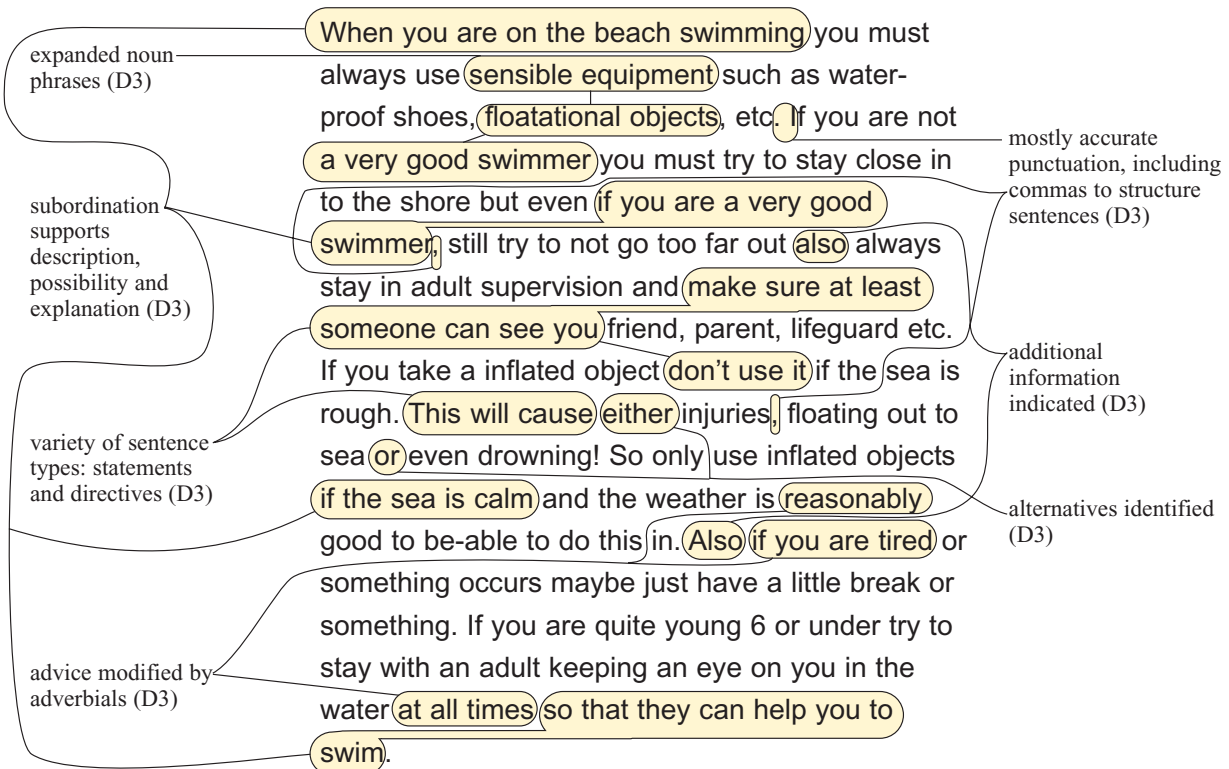 When you are on the beach swimming you must
always use sensible equipment such as water-
proof shoes, floatational objects, etc. If you are not
a very good swimmer you must try to stay close in
to the shore but even if you are a very good
swimmer, still try to not go too far out also always
stay in adult supervision and make sure at least
someone can see you friend, parent, lifeguard etc.
If you take a inflated object don't use it if the sea is
rough. This will cause either injuries, floating out to
sea or even drowning! So only use inflated objects
if the sea is calm and the weather is reasonably
good to be-able to do this in. Also if you are tired or
something occurs maybe just have a little break or
something. If you are quite young 6 or under try to
stay with an adult keeping an eye on you in the
water at all times so that they can help you to
swim.
expanded noun
phrases (D3)
subordination
supports
description,
possibility and
explanation (D3)
variety of sentence
types: statements
and directives (D3)
advice modified by
adverbials (D3)
mostly accurate
punctuation, including
commas to structure
sentences (D3)
additional
information
indicated (D3)
alternatives identified
(D3)